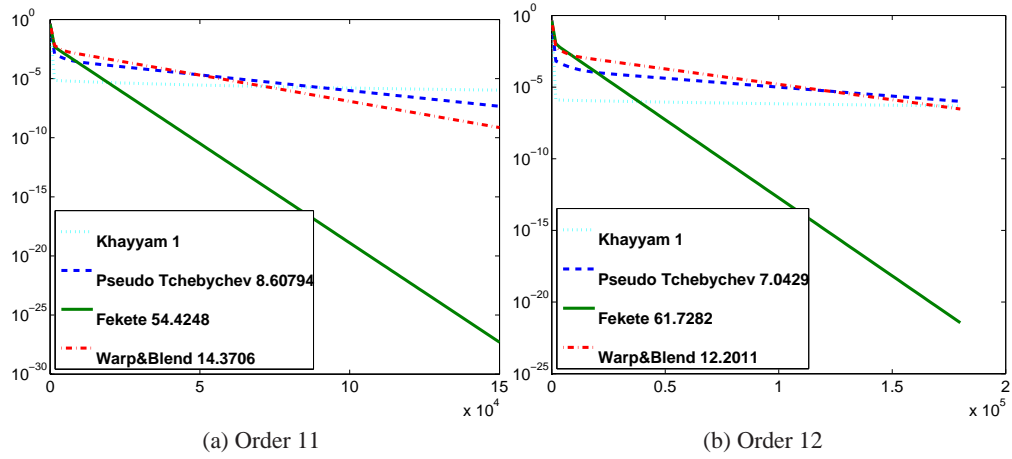 10^0
10^−5
10^−10
10^−15
10^−20
10^−25
10^−30
Khayyam 1
Pseudo Tchebychev 8.60794
Fekete 54.4248
Warp&Blend 14.3706
0
5
10
15
x 10^4
(a) Order 11
10^0
10^−5
10^−10
10^−15
10^−20
10^−25
Khayyam 1
Pseudo Tchebychev 7.0429
Fekete 61.7282
Warp&Blend 12.2011
0
0.5
1
1.5
2
x 10^5
(b) Order 12